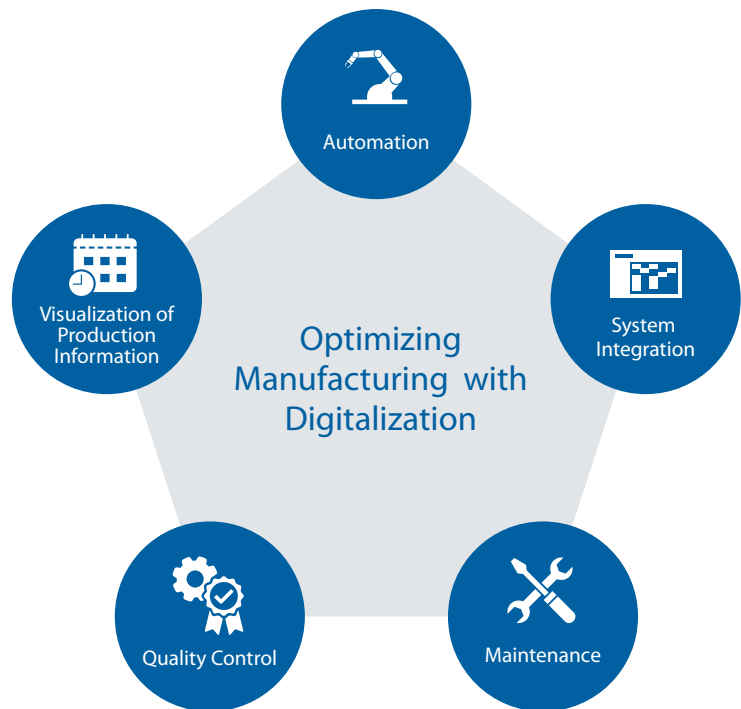 Automation
Visualization of
Production
Information
System
Integration
Optimizing
Manufacturing with
Digitalization
Quality Control
Maintenance